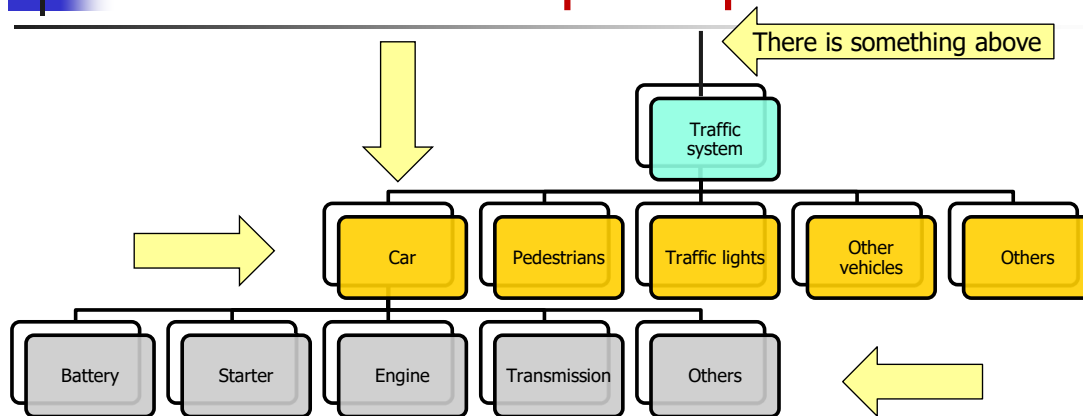 There is something above
Traffic
system
Car
Pedestrians
Traffic lights
Other
vehicles
Others
Battery
Starter
Engine
Transmission
Others